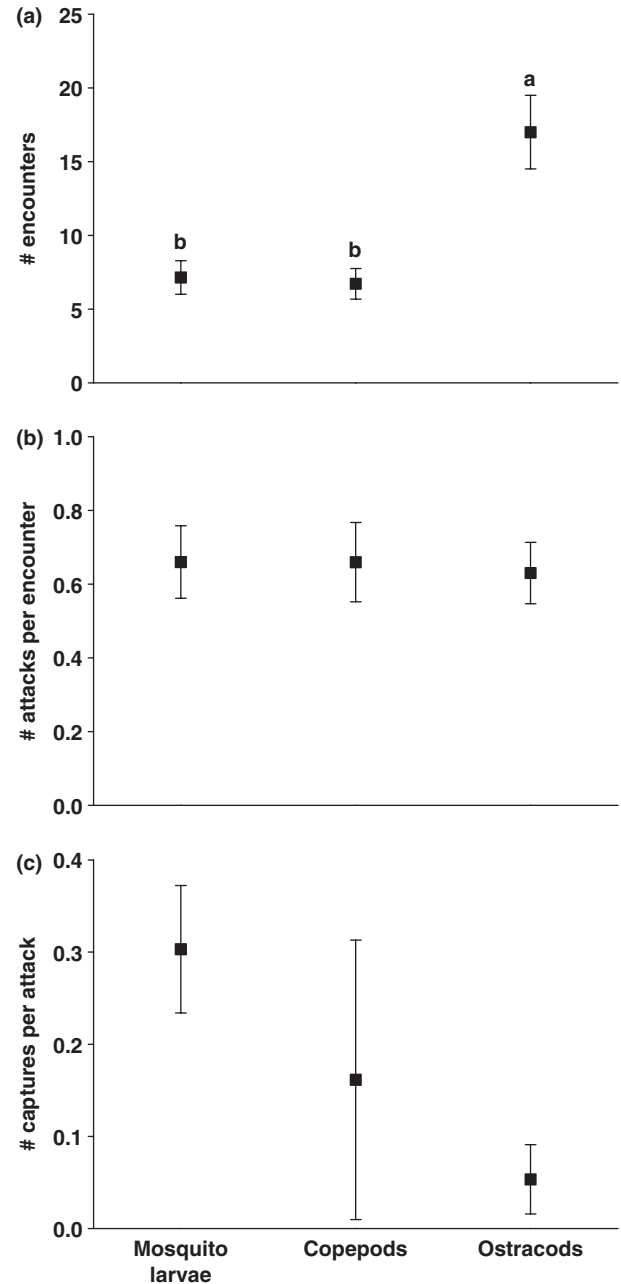 (a)
25
20
15
10
5
0
# encounters
b
b
a
(b)
1.0
0.8
0.6
0.4
0.2
0.0
# attacks per encounter
(c)
0.4
0.3
0.2
0.1
0.0
# captures per attack
Mosquito
larvae
Copepods
Ostracods